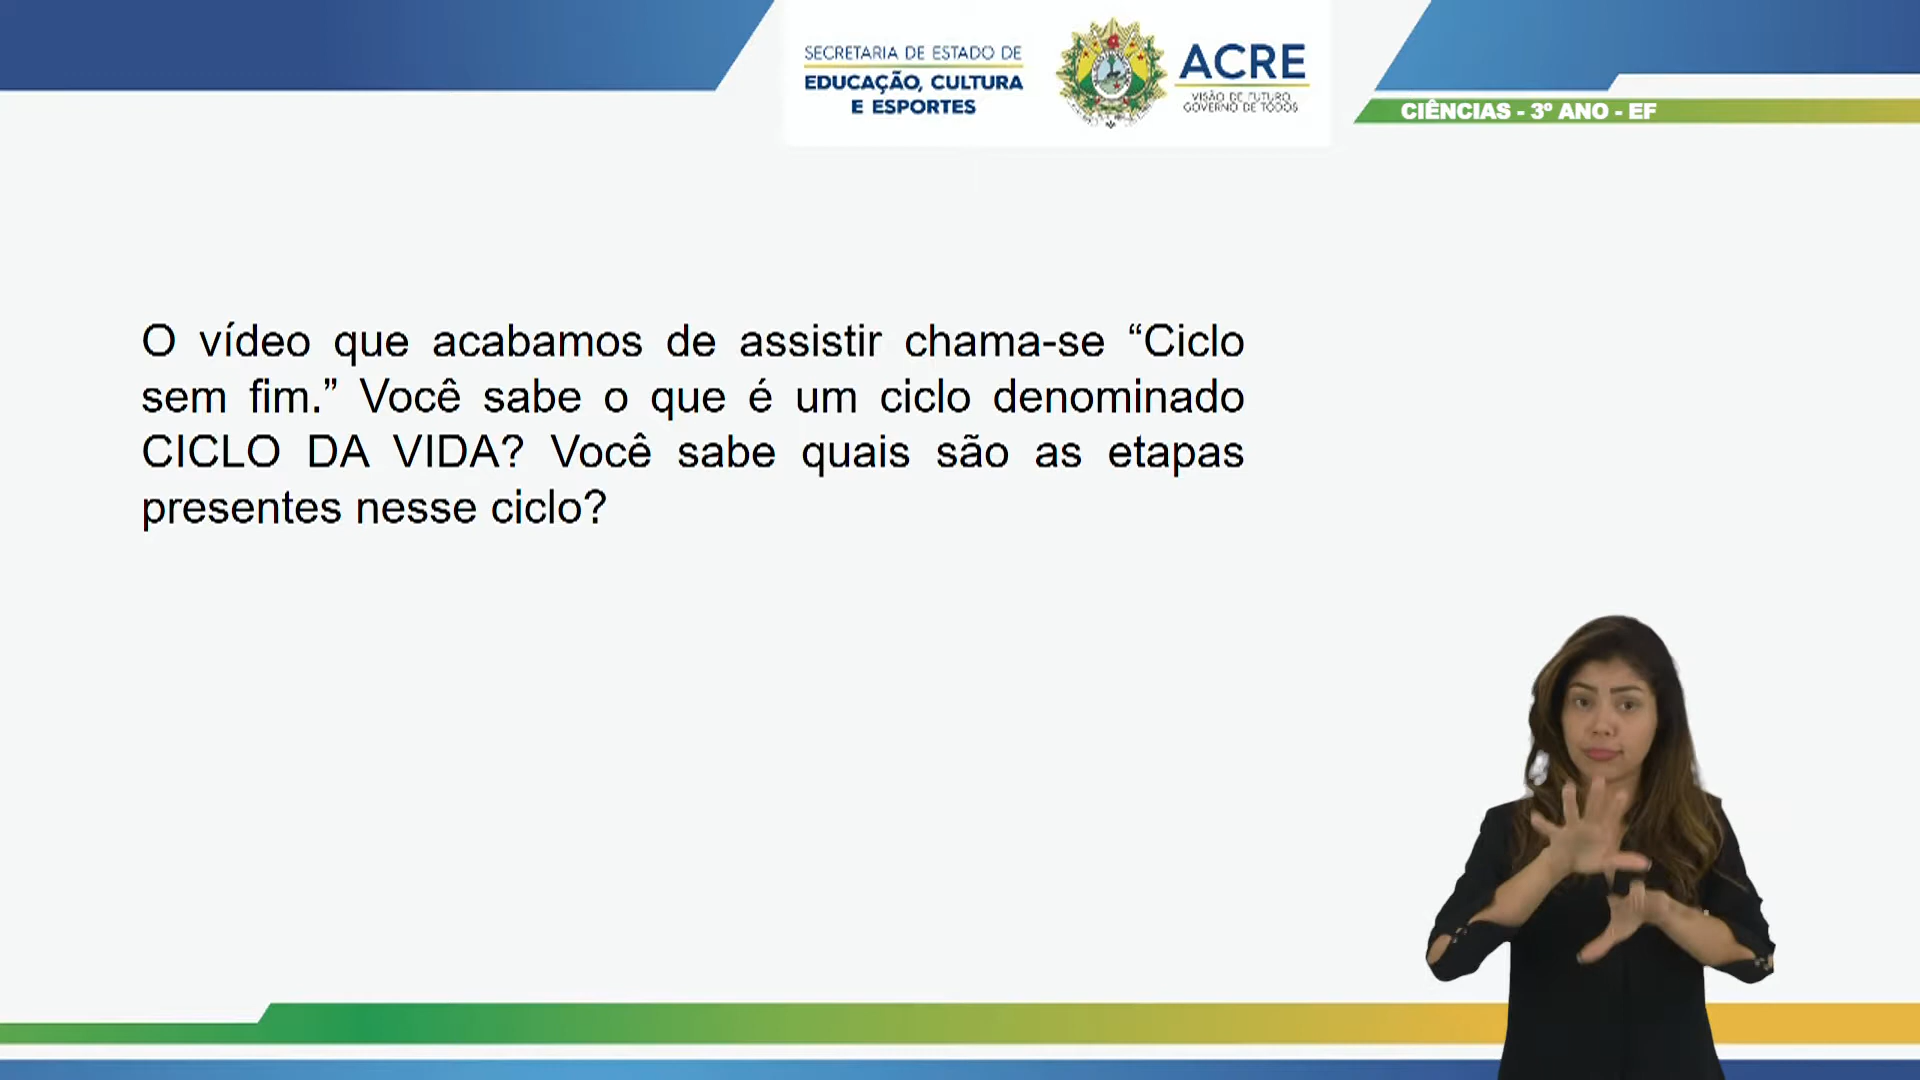 SECRETARIA DE ESTADO DE
EDUCAÇÃO, CULTURA
E ESPORTES
ACRE
VISÃO DE FUTURO,
GOVERNO DE TODOS
CIÊNCIAS - 3º ANO - EF
O vídeo que acabamos de assistir chama-se “Ciclo
sem fim.” Você sabe o que é um ciclo denominado
CICLO DA VIDA? Você sabe quais são as etapas
presentes nesse ciclo?